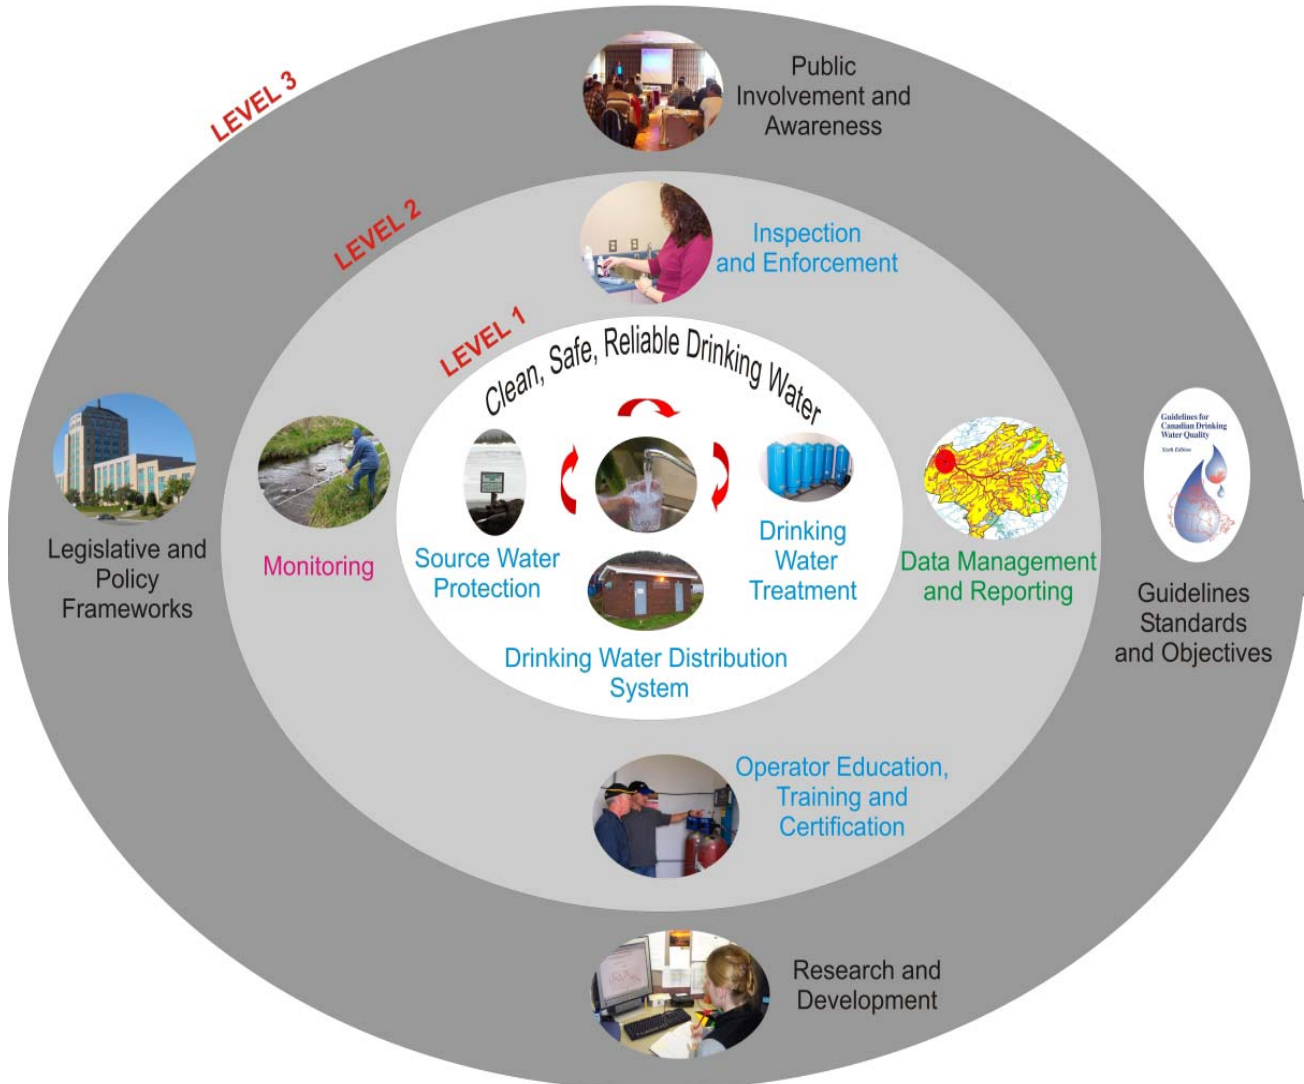 LEVEL 3
Public
Involvement and
Awareness
LEVEL 2
Inspection
and Enforcement
LEVEL 1
Clean, Safe, Reliable Drinking Water
Legislative and
Policy
Frameworks
Monitoring
Source Water
Protection
Drinking
Water
Treatment
Drinking Water Distribution
System
Data Management
and Reporting
Guidelines for
Canadian Drinking
Water Quality
Sixth Edition
Guidelines
Standards
and Objectives
Operator Education,
Training and
Certification
Research and
Development